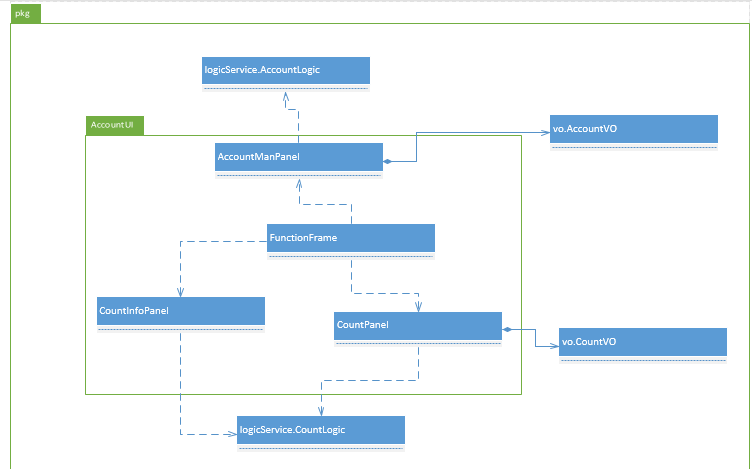 pkg
logicService.AccountLogic
AccountUI
vo.AccountVO
AccountManPanel
FunctionFrame
CountInfoPanel
CountPanel
vo.CountVO
logicService.CountLogic